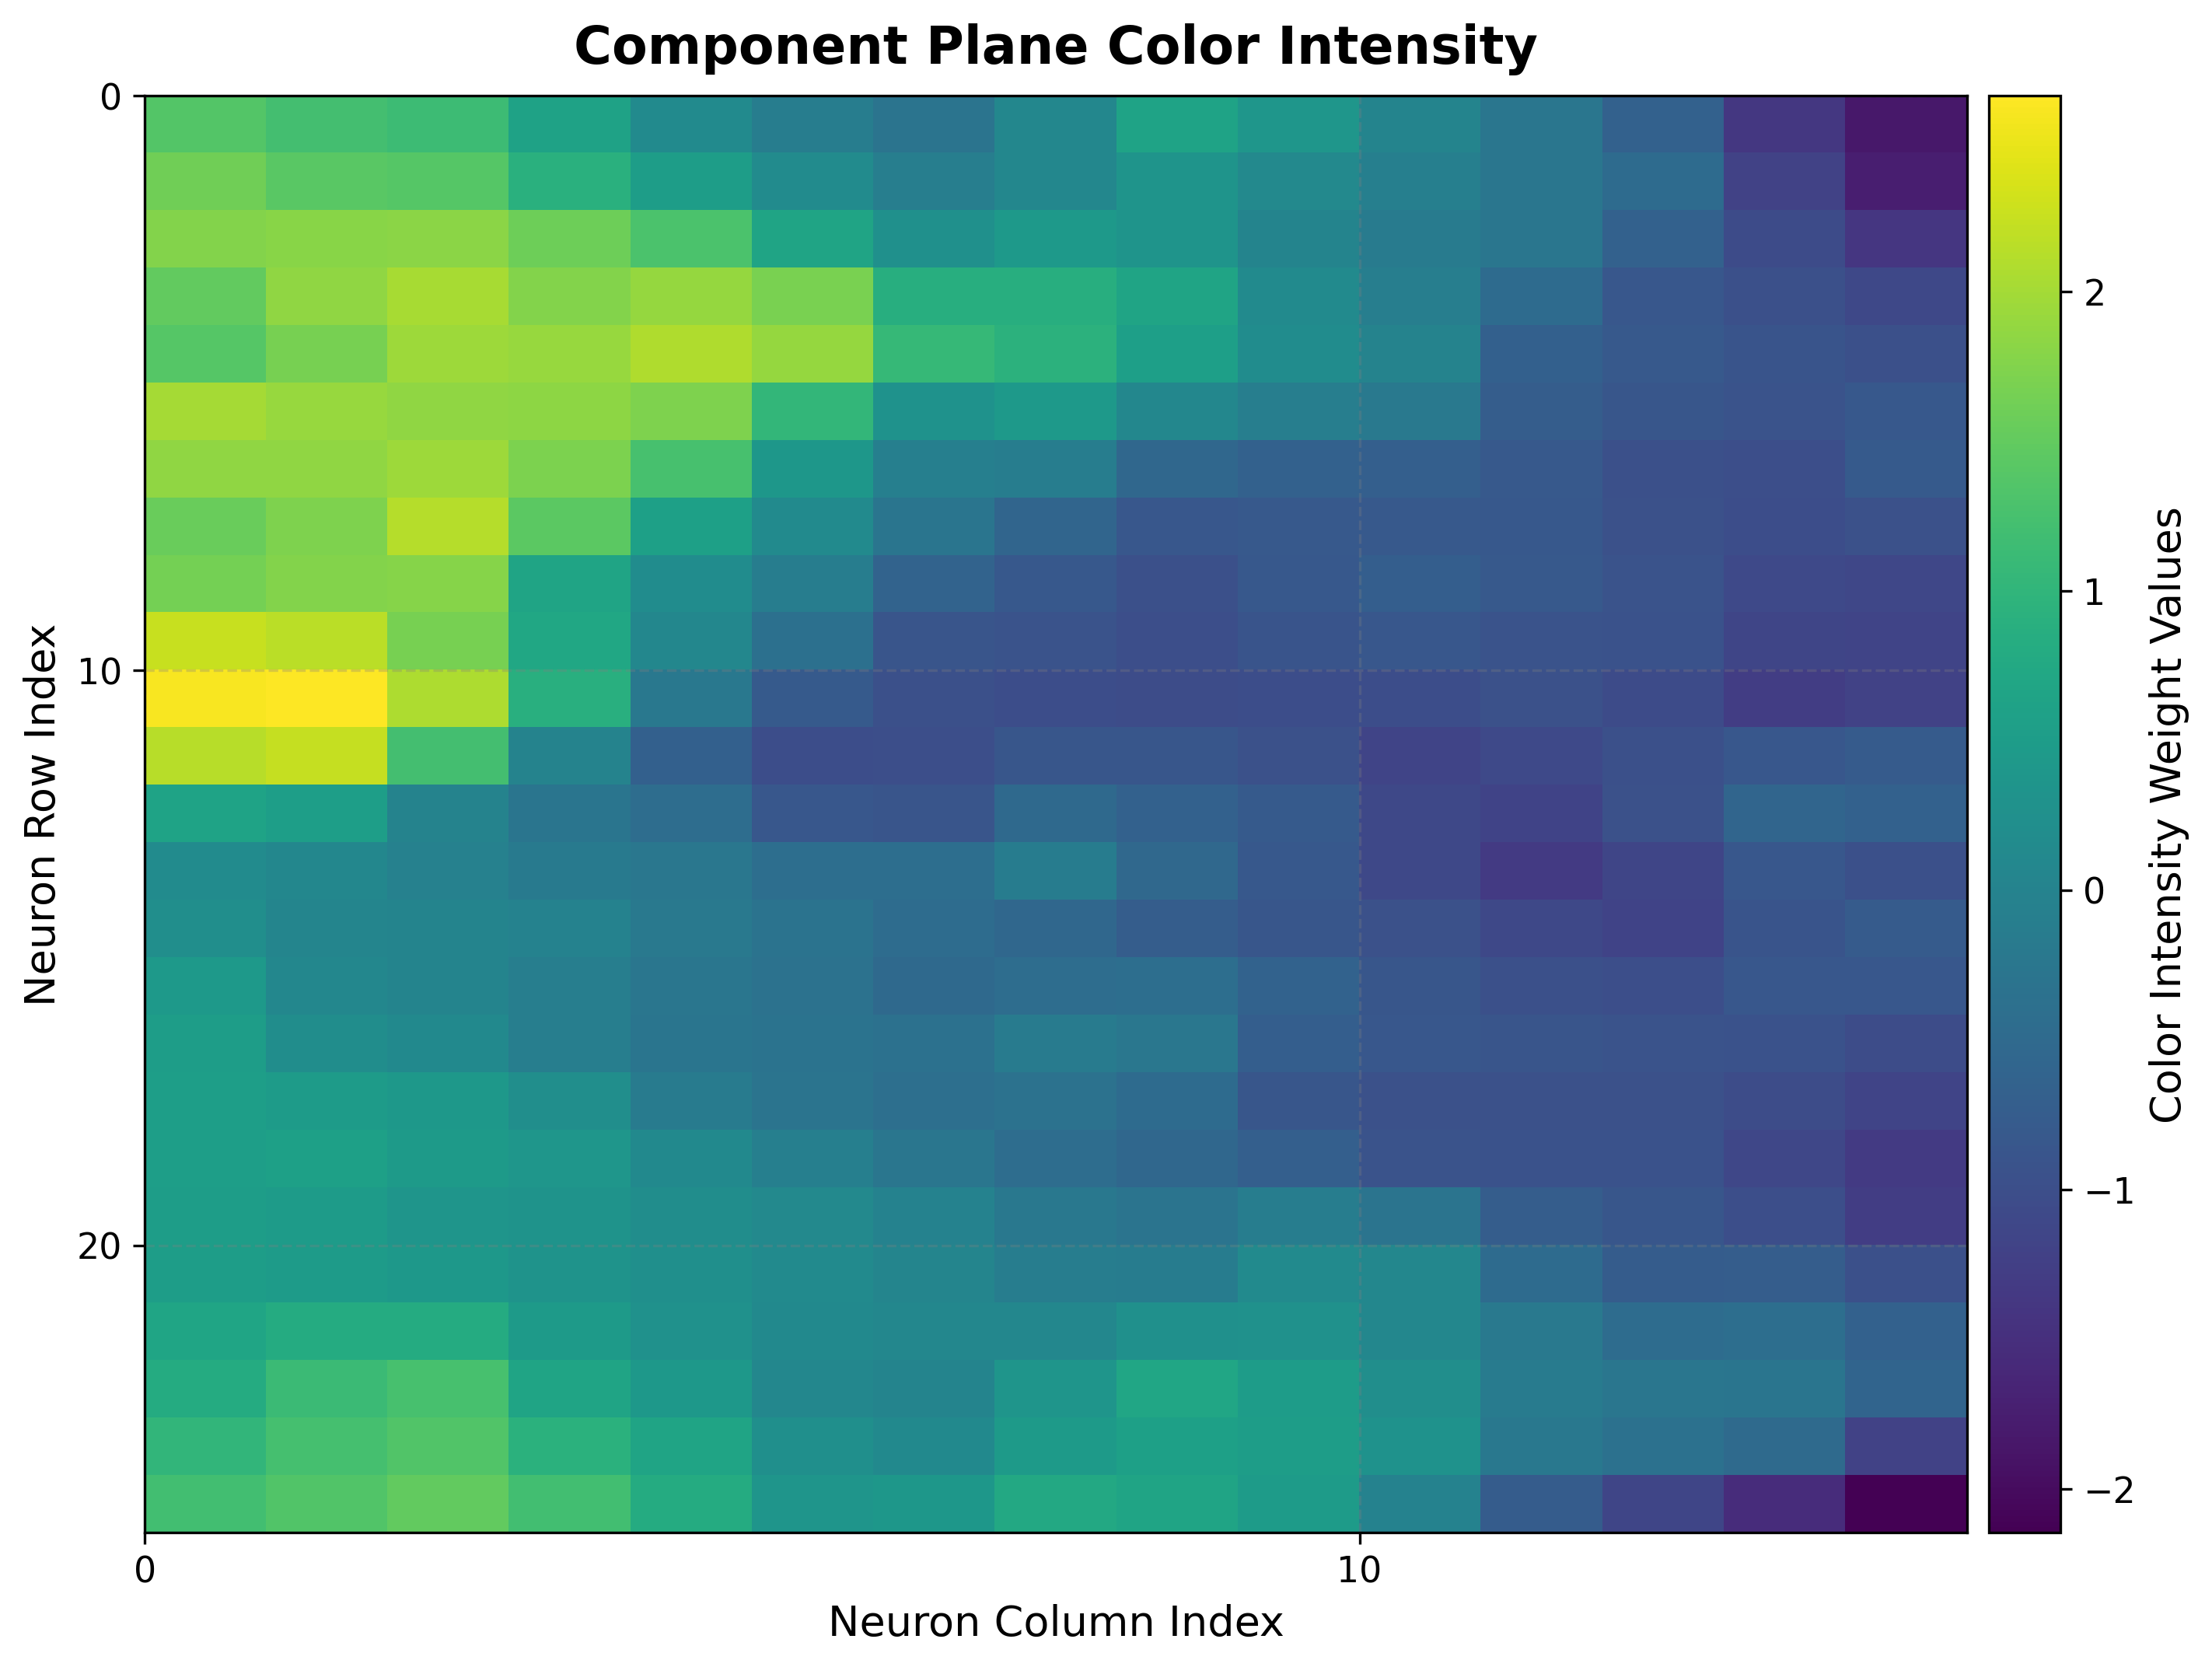 Component Plane Color Intensity
0
10
20
Neuron Row Index
0
10
Neuron Column Index
2
1
0
−1
−2
Color Intensity Weight Values